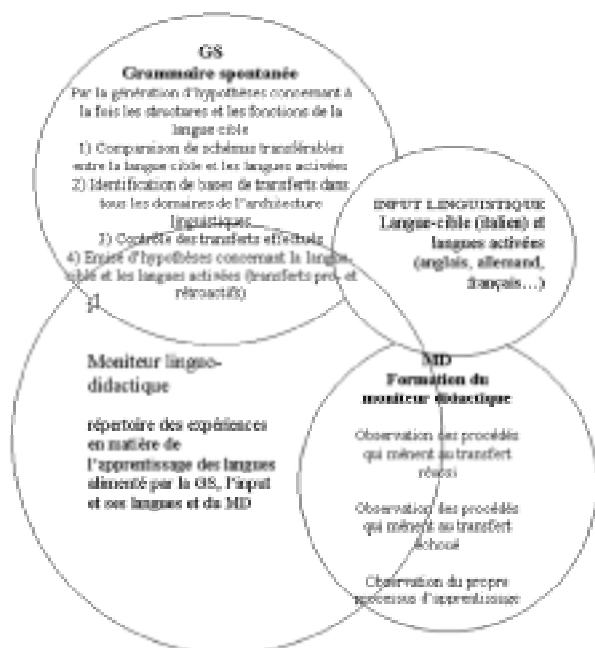 GS
Grammaire spontanée
Par la génération d'hypothèses concernant à
la fois les structures et les fonctions de la
langue cible
1) Comparaison de schémas transférables
entre la langue cible et les langues activées
2) Identification de bases de transferts dans
tous les domaines de l'architecture
linguistiques
3) Contrôle des transferts effectués
4) Emise d'hypothèses concernant la langue-
cible et les langues activées (transferts pro- et
rétroactifs)
INPUT LINGUISTIQUE
Langue-cible (italien) et
langues activées
(anglais, allemand,
français…)
Moniteur linguo-
didactique
répertoire des expériences
en matière de
l'apprentissage des langues
alimenté par la GS, l'input
et ses langues et du MD
MD
Formation du
moniteur didactique
Observation des procédés
qui mènent au transfert
réussi
Observation des procédés
qui mènent au transfert
échoué
Observation du propre
processus d'apprentissage